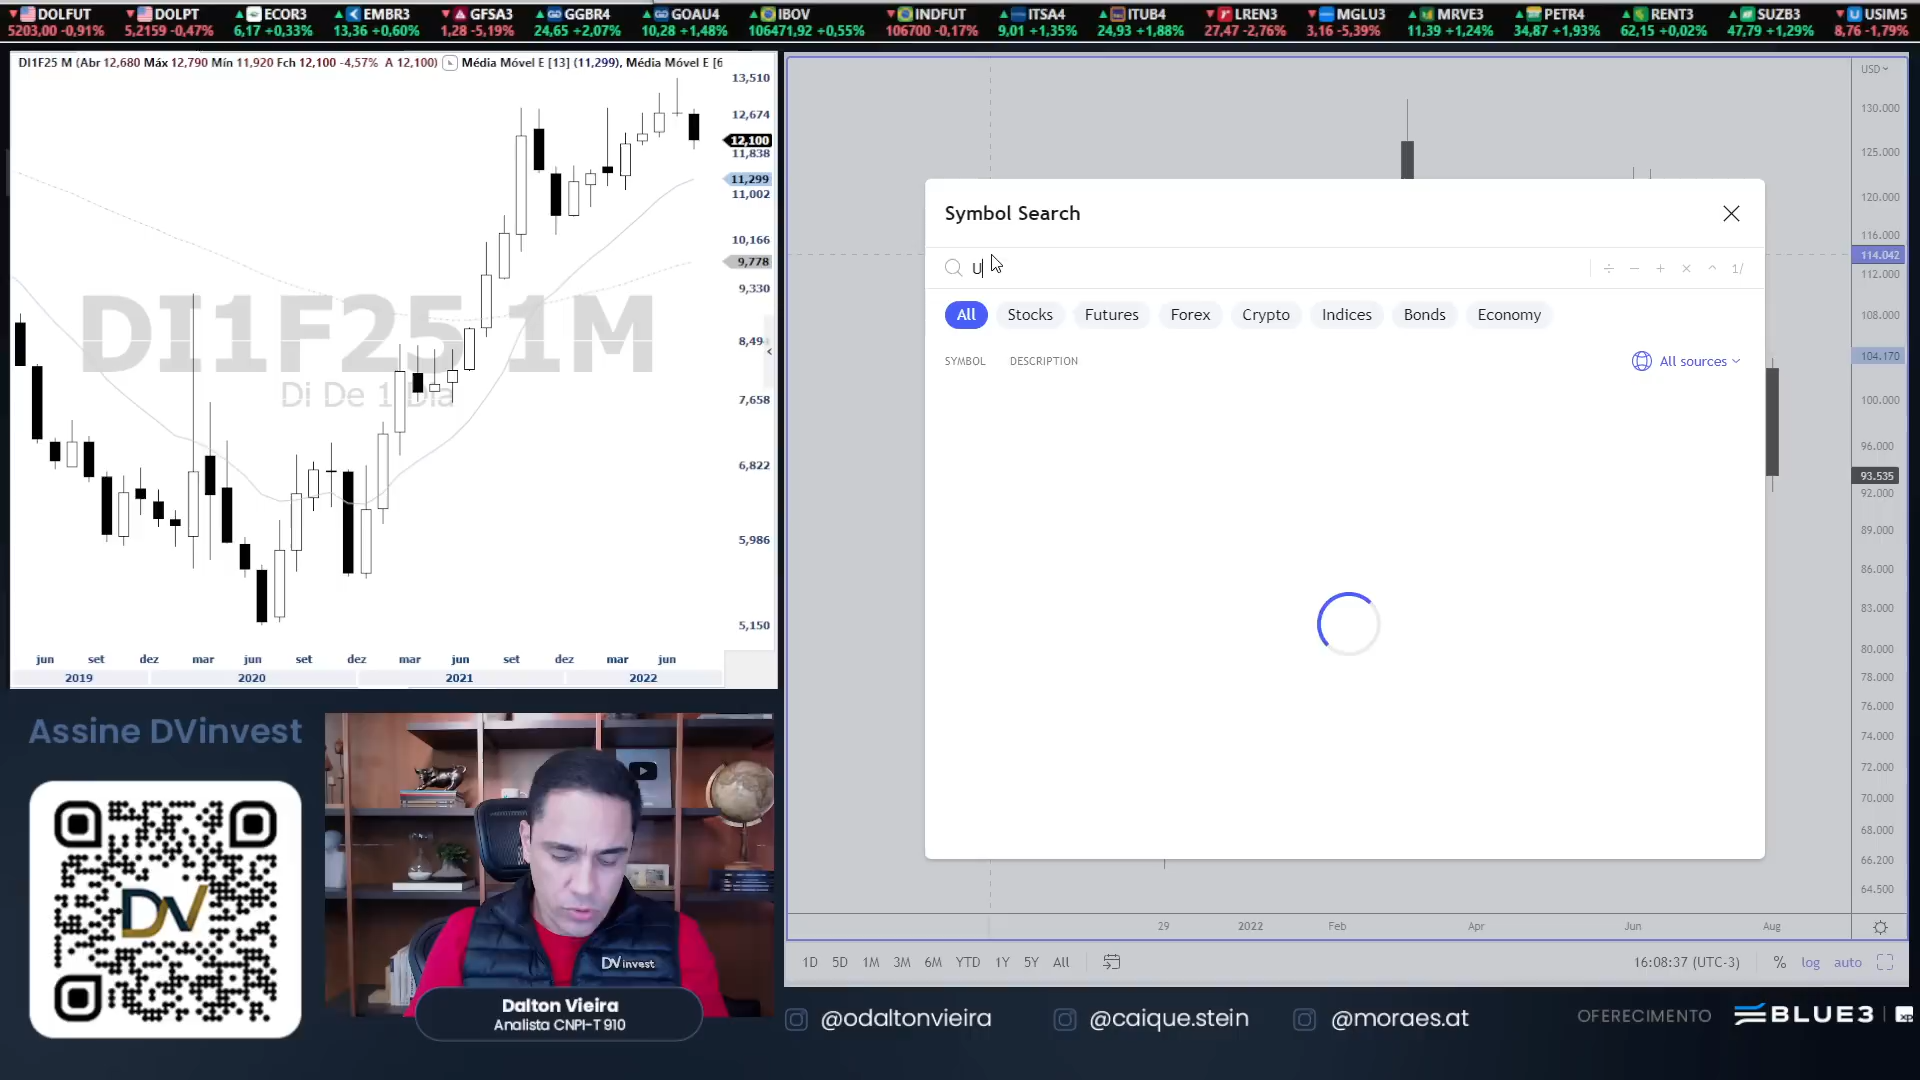 ▼ DOLFUT
5203,00 -0,91%
▼ DOLPT
5,2159 -0,47%
▲ ECOR3
6,17 +0,33%
▲ EMBR3
13,36 +0,60%
▼ GFSA3
1,28 -5,19%
▲ GGBR4
24,65 +2,07%
▲ GOAU4
10,28 +1,48%
▲ IBOV
106471,92 +0,55%
▼ INDFUT
106700 -0,17%
▲ ITSA4
9,01 +1,35%
▲ ITUB4
24,93 +1,88%
▼ LREN3
27,47 -2,76%
▼ MGLU3
3,16 -5,39%
▲ MRVE3
11,39 +1,24%
▲ PETR4
34,87 +1,93%
▲ RENT3
62,15 +0,02%
▲ SUZB3
47,79 +1,29%
▼ USIM5
8,76 -1,79%
DI1F25 M (Abr 12,680 Máx 12,790 Mín 11,920 Fch 12,100 -4,57% A 12,100) Média Móvel E [13] (11,299), Média Móvel E [6
13,510
12,674
12,100
11,838
11,299
11,002
10,166
9,778
9,330
8,494
7,658
6,822
5,986
5,150
DI1F25 1M
Di De 1 Dia
jun set dez mar jun set dez mar jun set dez mar jun
2019 2020 2021 2022
USD
130.000
125.000
120.000
116.000
114.042
112.000
108.000
104.170
100.000
96.000
93.535
92.000
89.000
86.000
83.000
80.000
78.000
76.000
74.000
72.000
70.000
68.000
66.200
64.500
Symbol Search
U
÷ − + × ^ 1/
All Stocks Futures Forex Crypto Indices Bonds Economy
SYMBOL DESCRIPTION All sources
29 2022 Feb Apr Jun Aug
1D 5D 1M 3M 6M YTD 1Y 5Y All
16:08:37 (UTC-3) % log auto
Assine DVinvest
DV
DVinvest
Dalton Vieira
Analista CNPI-T 910
@odaltonvieira @caique.stein @moraes.at
OFERECIMENTO BLUE3 xp